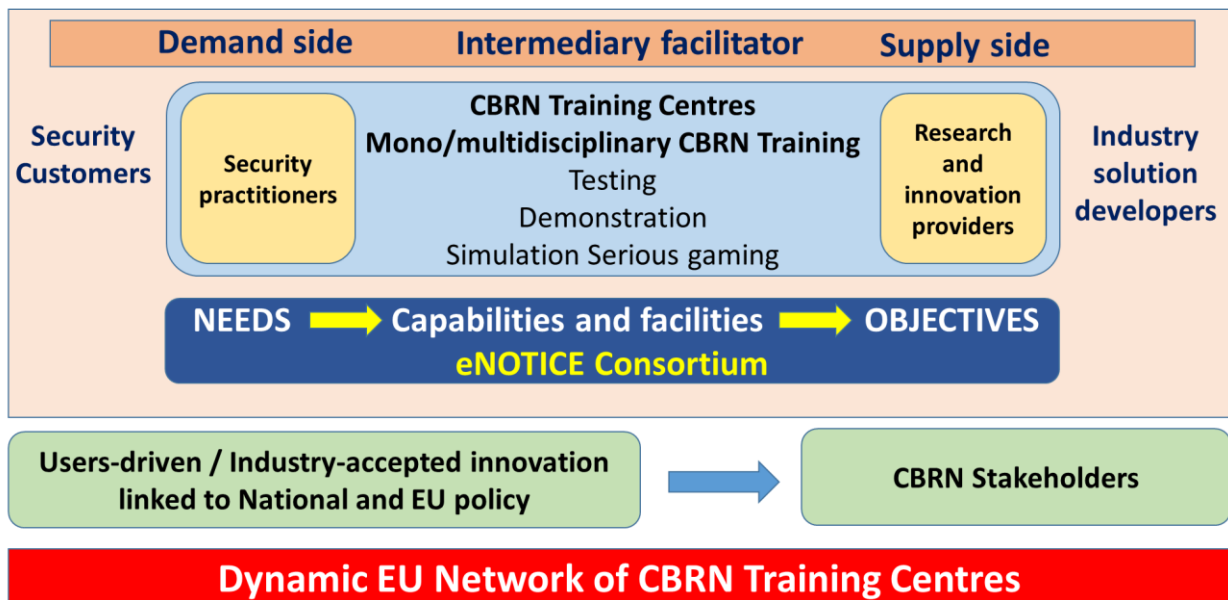 Demand side Intermediary facilitator Supply side
Security
Customers
Security
practitioners
CBRN Training Centres
Mono/multidisciplinary CBRN Training
Testing
Demonstration
Simulation Serious gaming
Research
and
innovation
providers
Industry
solution
developers
NEEDS Capabilities and facilities OBJECTIVES
eNOTICE Consortium
Users-driven / Industry-accepted innovation
linked to National and EU policy
CBRN Stakeholders
Dynamic EU Network of CBRN Training Centres